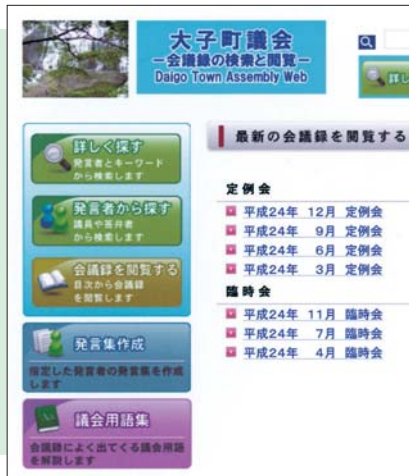 大子町議会
－会議録の検索と閲覧－
Daigo Town Assembly Web
詳しく探す
発言者とキーワード
から検索します
発言者から探す
議員や答弁者
から検索します
会議録を閲覧する
目次から会議録
を閲覧します
発言集作成
指定した発言者の発言集を作成
します
議会用語集
会議録によく出てくる議会用語
を解説します
詳し
最新の会議録を閲覧する
定例会
平成24年 12月 定例会
平成24年 9月 定例会
平成24年 6月 定例会
平成24年 3月 定例会
臨時会
平成24年 11月 臨時会
平成24年 7月 臨時会
平成24年 4月 臨時会